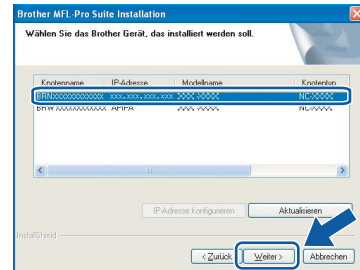 Brother MFL-Pro Suite Installation
Wählen Sie das Brother Gerät, das installiert werden soll.
Knotenname IP-Adresse Modellname Knotentyp
BRNXXXXXXXXXXXX xxx.xxx.xxx.xxx XXX-XXXX NC-XXXX
BRWXXXXXXXXXXXX APIPA XXX-XXXX NC-XXXX
IP-Adresse konfigurieren Aktualisieren
InstallShield
< Zurück Weiter > Abbrechen